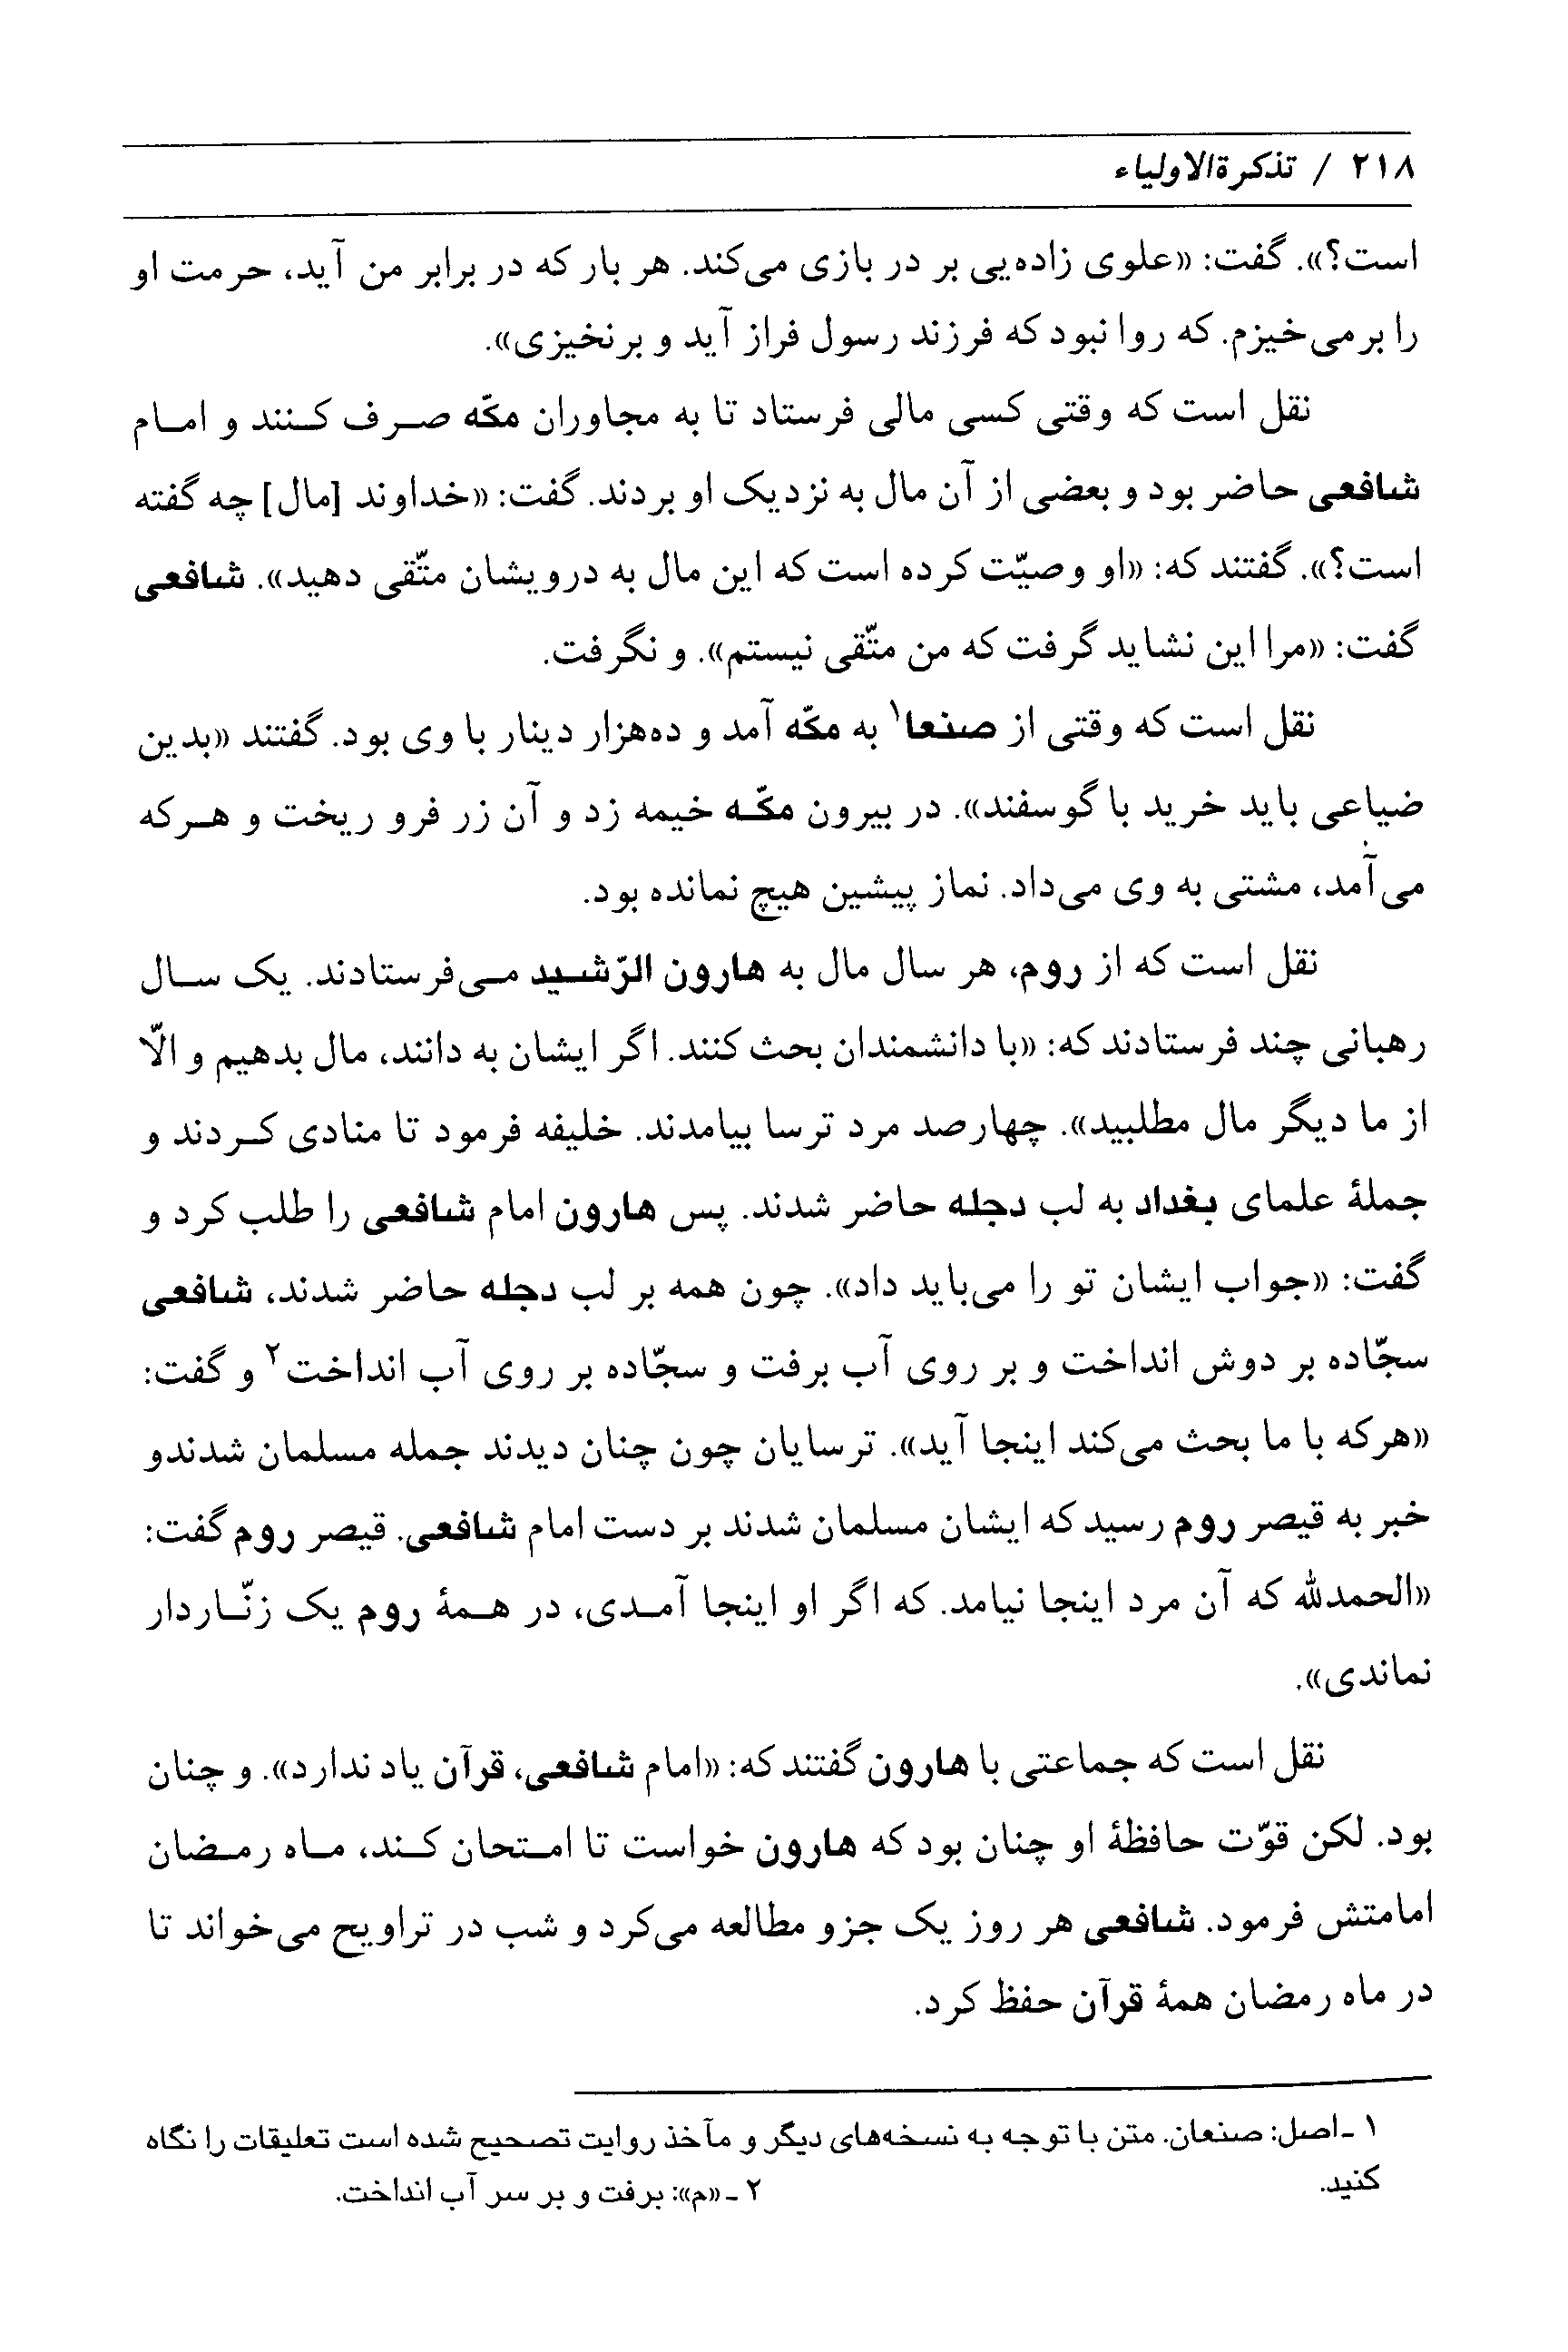 ۲۱۸ / تذکرةالاولیاء
است؟». گفت: «علوی زاده‌یی بر در بازی می‌کند. هر بار که در برابر من آید، حرمت او
را برمی‌خیزم. که روا نبود که فرزند رسول فراز آید و برنخیزی».
نقل است که وقتی کسی مالی فرستاد تا به مجاوران مکّه صرف کنند و امام
شافعی حاضر بود و بعضی از آن مال به نزدیک او بردند. گفت: «خداوند [مال] چه گفته
است؟». گفتند که: «او وصیّت کرده است که این مال به درویشان متّقی دهید». شافعی
گفت: «مرا این نشاید گرفت که من متّقی نیستم». و نگرفت.
نقل است که وقتی از صنعا۱ به مکّه آمد و ده‌هزار دینار با وی بود. گفتند «بدین
ضیاعی باید خرید با گوسفند». در بیرون مکّه خیمه زد و آن زر فرو ریخت و هرکه
می‌آمد، مشتی به وی می‌داد. نماز پیشین هیچ نمانده بود.
نقل است که از روم، هر سال مال به هارون الرّشید می‌فرستادند. یک سال
رهبانی چند فرستادند که: «با دانشمندان بحث کنند. اگر ایشان به دانند، مال بدهیم و الّا
از ما دیگر مال مطلبید». چهارصد مرد ترسا بیامدند. خلیفه فرمود تا منادی کردند و
جملهٔ علمای بغداد به لب دجله حاضر شدند. پس هارون امام شافعی را طلب کرد و
گفت: «جواب ایشان تو را می‌باید داد». چون همه بر لب دجله حاضر شدند، شافعی
سجّاده بر دوش انداخت و بر روی آب برفت و سجّاده بر روی آب انداخت۲ و گفت:
«هرکه با ما بحث می‌کند اینجا آید». ترسایان چون چنان دیدند جمله مسلمان شدندو
خبر به قیصر روم رسید که ایشان مسلمان شدند بر دست امام شافعی. قیصر روم گفت:
«الحمدلله که آن مرد اینجا نیامد. که اگر او اینجا آمدی، در همهٔ روم یک زنّاردار
نماندی».
نقل است که جماعتی با هارون گفتند که: «امام شافعی، قرآن یاد ندارد». و چنان
بود. لکن قوّت حافظهٔ او چنان بود که هارون خواست تا امتحان کند، ماه رمضان
امامتش فرمود. شافعی هر روز یک جزو مطالعه می‌کرد و شب در تراویح می‌خواند تا
در ماه رمضان همهٔ قرآن حفظ کرد.
۱ ـ اصل: صنعان. متن با توجه به نسخه‌های دیگر و مآخذ روایت تصحیح شده است تعلیقات را نگاه
کنید. ۲ ـ «م»: برفت و بر سر آب انداخت.